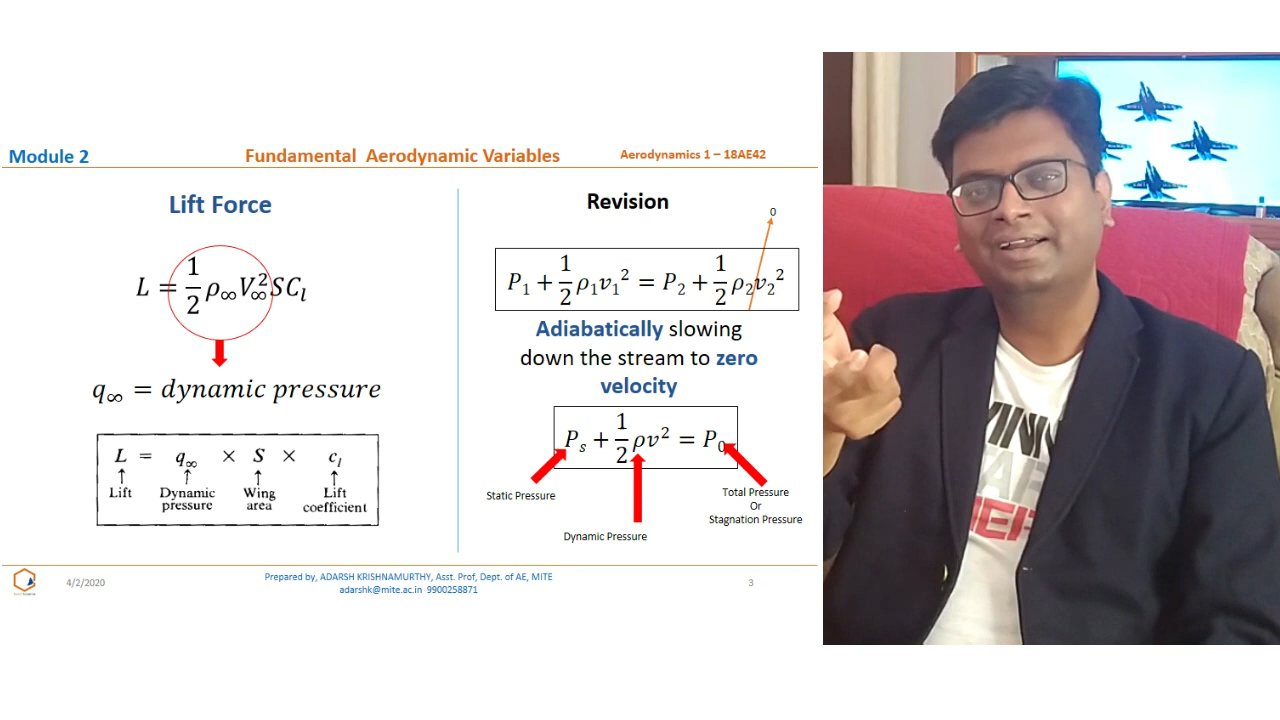 Module 2
Fundamental Aerodynamic Variables
Aerodynamics 1 – 18AE42
Lift Force
L = 1/2 ρ∞V∞²SCl
q∞ = dynamic pressure
L = q∞ × S × cl
↑ ↑ ↑ ↑
Lift Dynamic pressure Wing area Lift coefficient
Revision
0
P₁ + 1/2 ρ₁v₁² = P₂ + 1/2 ρ₂v₂²
Adiabatically slowing
down the stream to zero
velocity
Pₛ + 1/2 ρv² = P₀
Static Pressure
Dynamic Pressure
Total Pressure
Or
Stagnation Pressure
4/2/2020
Prepared by, ADARSH KRISHNAMURTHY, Asst. Prof, Dept. of AE, MITE
adarshk@mite.ac.in 9900258871
3